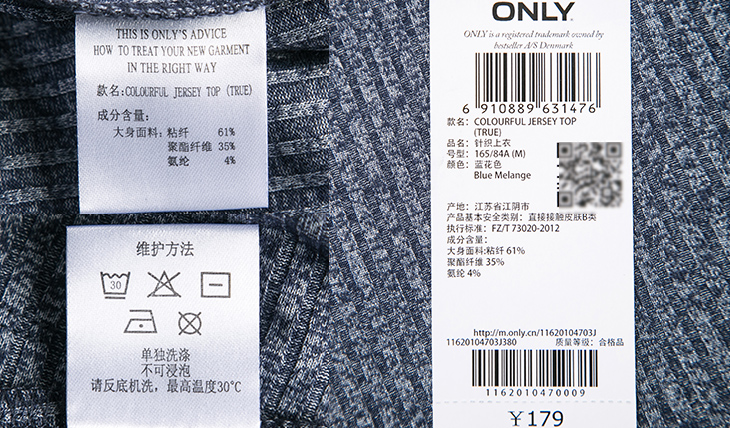 THIS IS ONLY'S ADVICE
HOW TO TREAT YOUR NEW GARMENT
IN THE RIGHT WAY
款名:COLOURFUL JERSEY TOP (TRUE)
成分含量:
大身面料:粘纤 61%
聚酯纤维 35%
氨纶 4%
维护方法
30
单独洗涤
不可浸泡
请反底机洗，最高温度30℃
ONLY
ONLY is a registered trademark owned by
bestseller A/S Denmark
6 910889 631476
款名: COLOURFUL JERSEY TOP
(TRUE)
品名: 针织上衣
号型: 165/84A (M)
颜色: 蓝花色
Blue Melange
产地: 江苏省江阴市
产品基本安全类别: 直接接触皮肤B类
执行标准: FZ/T 73020-2012
成分含量:
大身面料:粘纤 61%
聚酯纤维 35%
氨纶 4%
http://m.only.cn/11620104703J
11620104703J380 质量等级: 合格品
1162010470009
￥179